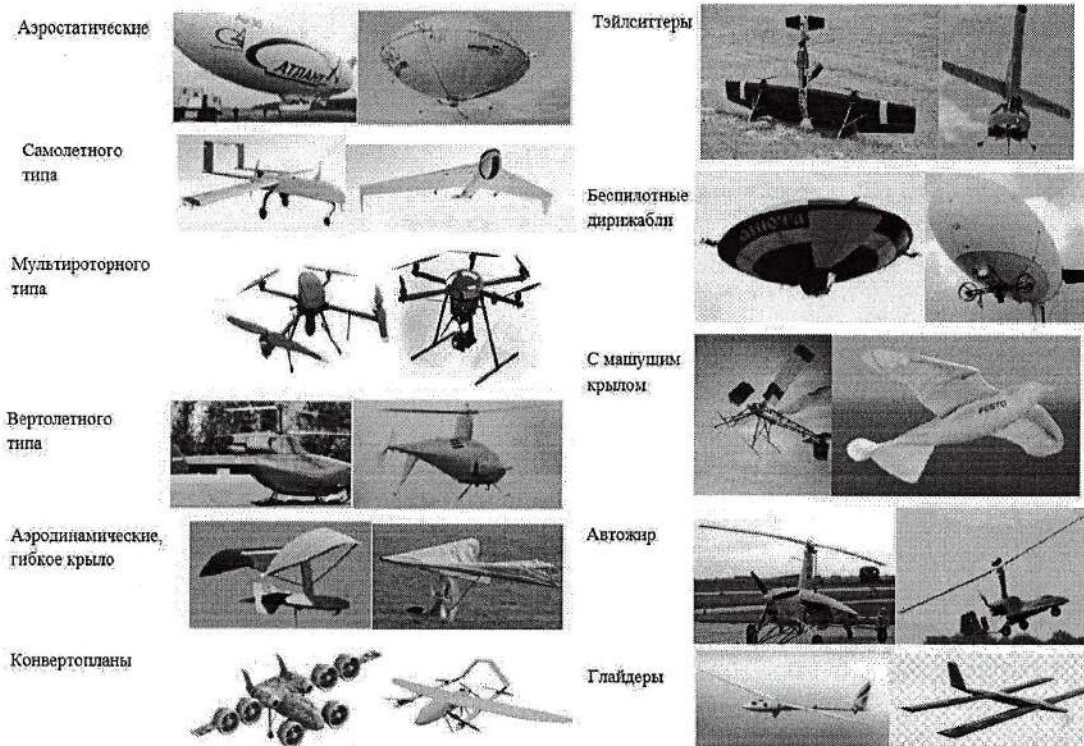 Аэростатические
АТЛАНТ
Самолетного
типа
Мультироторного
типа
Вертолетного
типа
Аэродинамические,
гибкое крыло
Конвертопланы
Тэйлситтеры
Беспилотные
дирижабли
С машущим
крылом
FESTO
Автожир
Глайдеры